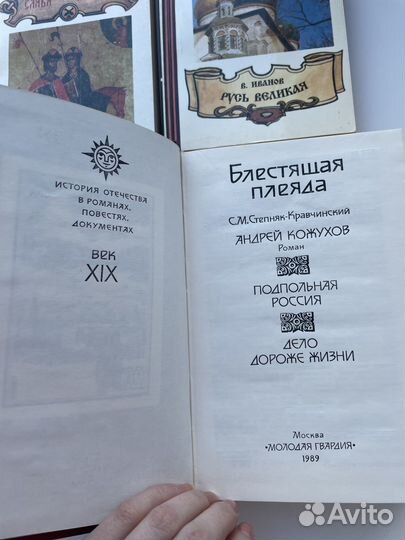 СЛАВЯ
В. ИВАНОВ
РУСЬ ВЕЛИКАЯ
ИСТОРИЯ ОТЕЧЕСТВА
В РОМАНАХ,
ПОВЕСТЯХ,
ДОКУМЕНТАХ
ВЕК
XIX
Блестящая
плеяда
С.М.Степняк-Кравчинский
АНДРЕЙ КОЖУХОВ
Роман
ПОДПОЛЬНАЯ
РОССИЯ
ДЕЛО
ДОРОЖЕ ЖИЗНИ
Москва
«МОЛОДАЯ ГВАРДИЯ»
1989
Avito